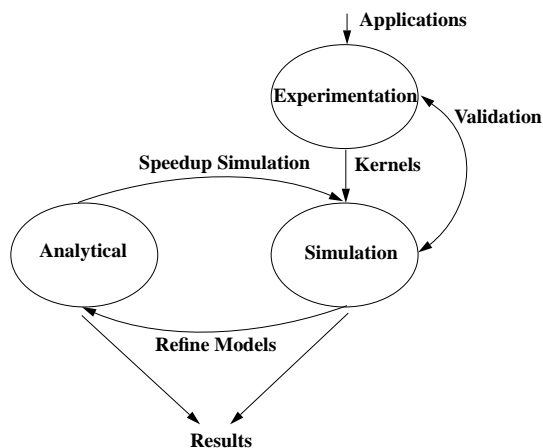 Applications
Experimentation
Validation
Speedup Simulation
Kernels
Analytical
Simulation
Refine Models
Results